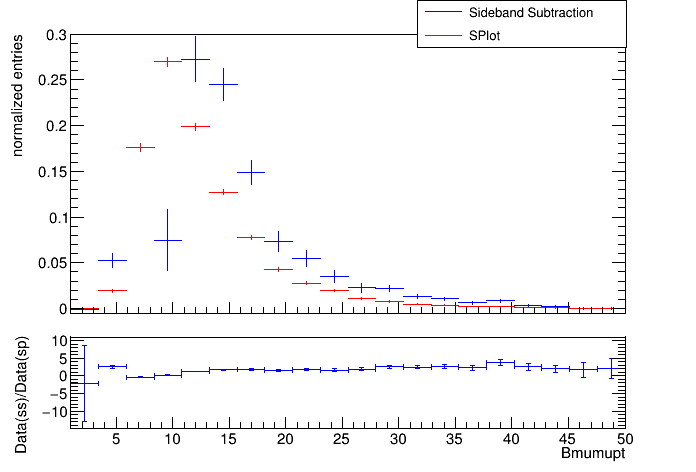 Sideband Subtraction
SPlot
normalized entries
0.3
0.25
0.2
0.15
0.1
0.05
0
Data(ss)/Data(sp)
10
5
0
−5
−10
5 10 15 20 25 30 35 40 45 50
Bmumupt